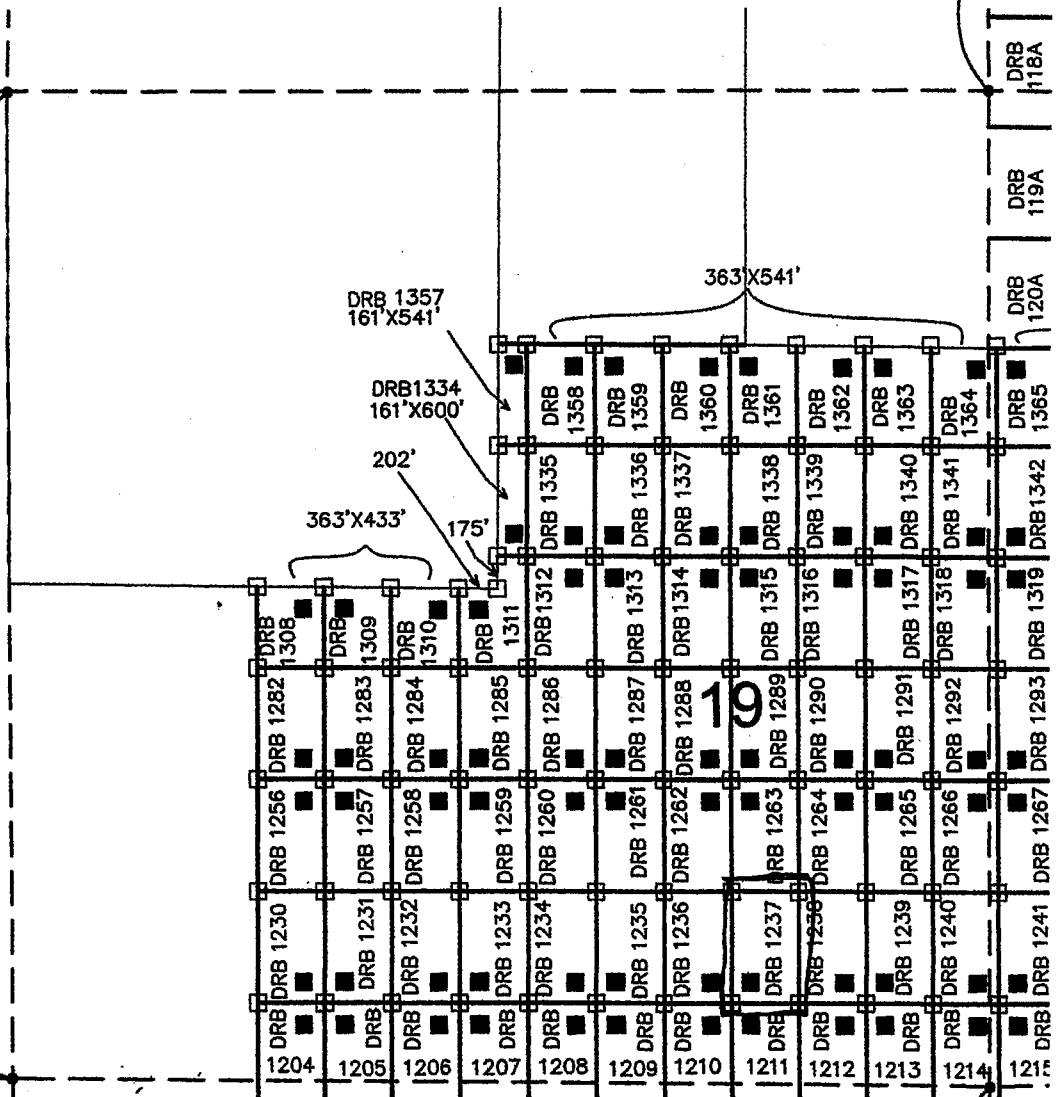 DRB
118A
DRB
119A
DRB
120A
363'X541'
DRB 1357
161'X541'
DRB1334
161'X600'
202'
363'X433'
175'
DRB
1358
DRB
1359
DRB
1360
DRB
1361
DRB
1362
DRB
1363
DRB
1364
DRB
1365
DRB 1335
DRB 1336
DRB 1337
DRB 1338
DRB 1339
DRB 1340
DRB 1341
DRB1342
DRB
1308
DRB
1309
DRB
1310
DRB
1311
DRB1312
DRB 1313
DRB1314
DRB 1315
DRB 1316
DRB 1317
DRB 1318
DRB 1319
DRB 1282
DRB 1283
DRB 1284
DRB 1285
DRB 1286
DRB 1287
DRB 1288
19
DRB 1289
DRB 1290
DRB 1291
DRB 1292
DRB 1293
DRB 1256
DRB 1257
DRB 1258
DRB 1259
DRB 1260
DRB 1261
DRB 1262
DRB 1263
DRB 1264
DRB 1265
DRB 1266
DRB 1267
DRB 1230
DRB 1231
DRB 1232
DRB 1233
DRB 1234
DRB 1235
DRB 1236
DRB 1237
DRB 1238
DRB 1239
DRB 1240
DRB 1241
DRB
1204
DRB
1205
DRB
1206
DRB
1207
DRB
1208
DRB
1209
DRB
1210
DRB
1211
DRB
1212
DRB
1213
DRB
1214
DRB
1215